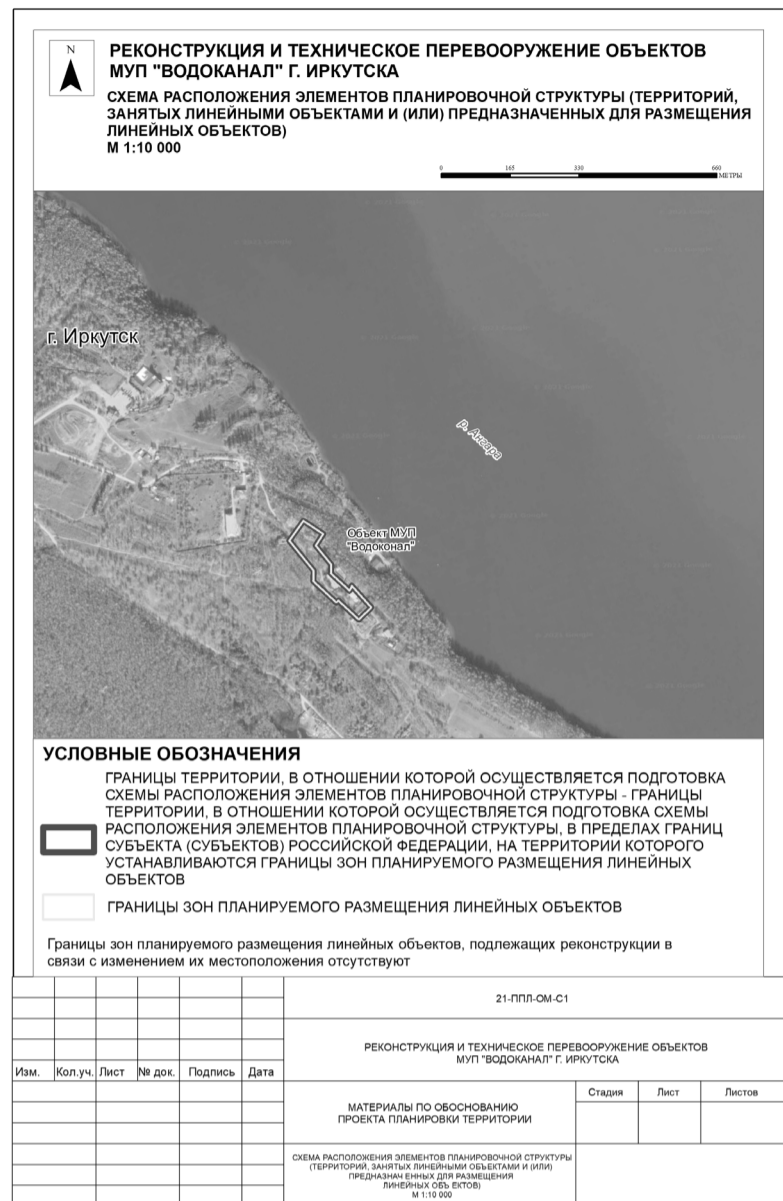 N
РЕКОНСТРУКЦИЯ И ТЕХНИЧЕСКОЕ ПЕРЕВООРУЖЕНИЕ ОБЪЕКТОВ
МУП "ВОДОКАНАЛ" Г. ИРКУТСКА
СХЕМА РАСПОЛОЖЕНИЯ ЭЛЕМЕНТОВ ПЛАНИРОВОЧНОЙ СТРУКТУРЫ (ТЕРРИТОРИЙ,
ЗАНЯТЫХ ЛИНЕЙНЫМИ ОБЪЕКТАМИ И (ИЛИ) ПРЕДНАЗНАЧЕННЫХ ДЛЯ РАЗМЕЩЕНИЯ
ЛИНЕЙНЫХ ОБЪЕКТОВ)
М 1:10 000
0 165 330 660
МЕТРЫ
г. Иркутск
р. Ангара
Объект МУП
"Водоконал"
УСЛОВНЫЕ ОБОЗНАЧЕНИЯ
ГРАНИЦЫ ТЕРРИТОРИИ, В ОТНОШЕНИИ КОТОРОЙ ОСУЩЕСТВЛЯЕТСЯ ПОДГОТОВКА
СХЕМЫ РАСПОЛОЖЕНИЯ ЭЛЕМЕНТОВ ПЛАНИРОВОЧНОЙ СТРУКТУРЫ - ГРАНИЦЫ
ТЕРРИТОРИИ, В ОТНОШЕНИИ КОТОРОЙ ОСУЩЕСТВЛЯЕТСЯ ПОДГОТОВКА СХЕМЫ
РАСПОЛОЖЕНИЯ ЭЛЕМЕНТОВ ПЛАНИРОВОЧНОЙ СТРУКТУРЫ, В ПРЕДЕЛАХ ГРАНИЦ
СУБЪЕКТА (СУБЪЕКТОВ) РОССИЙСКОЙ ФЕДЕРАЦИИ, НА ТЕРРИТОРИИ КОТОРОГО
УСТАНАВЛИВАЮТСЯ ГРАНИЦЫ ЗОН ПЛАНИРУЕМОГО РАЗМЕЩЕНИЯ ЛИНЕЙНЫХ
ОБЪЕКТОВ
ГРАНИЦЫ ЗОН ПЛАНИРУЕМОГО РАЗМЕЩЕНИЯ ЛИНЕЙНЫХ ОБЪЕКТОВ
Границы зон планируемого размещения линейных объектов, подлежащих реконструкции в
связи с изменением их местоположения отсутствуют
21-ППЛ-ОМ-С1
РЕКОНСТРУКЦИЯ И ТЕХНИЧЕСКОЕ ПЕРЕВООРУЖЕНИЕ ОБЪЕКТОВ
МУП "ВОДОКАНАЛ" Г. ИРКУТСКА
Изм. Кол.уч. Лист № док. Подпись Дата
МАТЕРИАЛЫ ПО ОБОСНОВАНИЮ
ПРОЕКТА ПЛАНИРОВКИ ТЕРРИТОРИИ
Стадия Лист Листов
СХЕМА РАСПОЛОЖЕНИЯ ЭЛЕМЕНТОВ ПЛАНИРОВОЧНОЙ СТРУКТУРЫ
(ТЕРРИТОРИЙ, ЗАНЯТЫХ ЛИНЕЙНЫМИ ОБЪЕКТАМИ И (ИЛИ)
ПРЕДНАЗНАЧ ЕННЫХ ДЛЯ РАЗМЕЩЕНИЯ
ЛИНЕЙНЫХ ОБЪ ЕКТОВ)
М 1:10 000